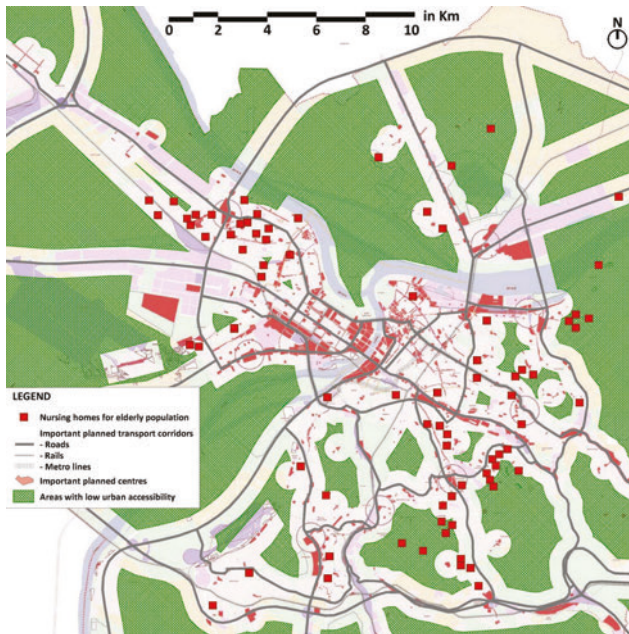 0 2 4 6 8 10 in Km
N
LEGEND
Nursing homes for elderly population
Important planned transport corridors
- Roads
- Rails
- Metro lines
Important planned centres
Areas with low urban accessibility